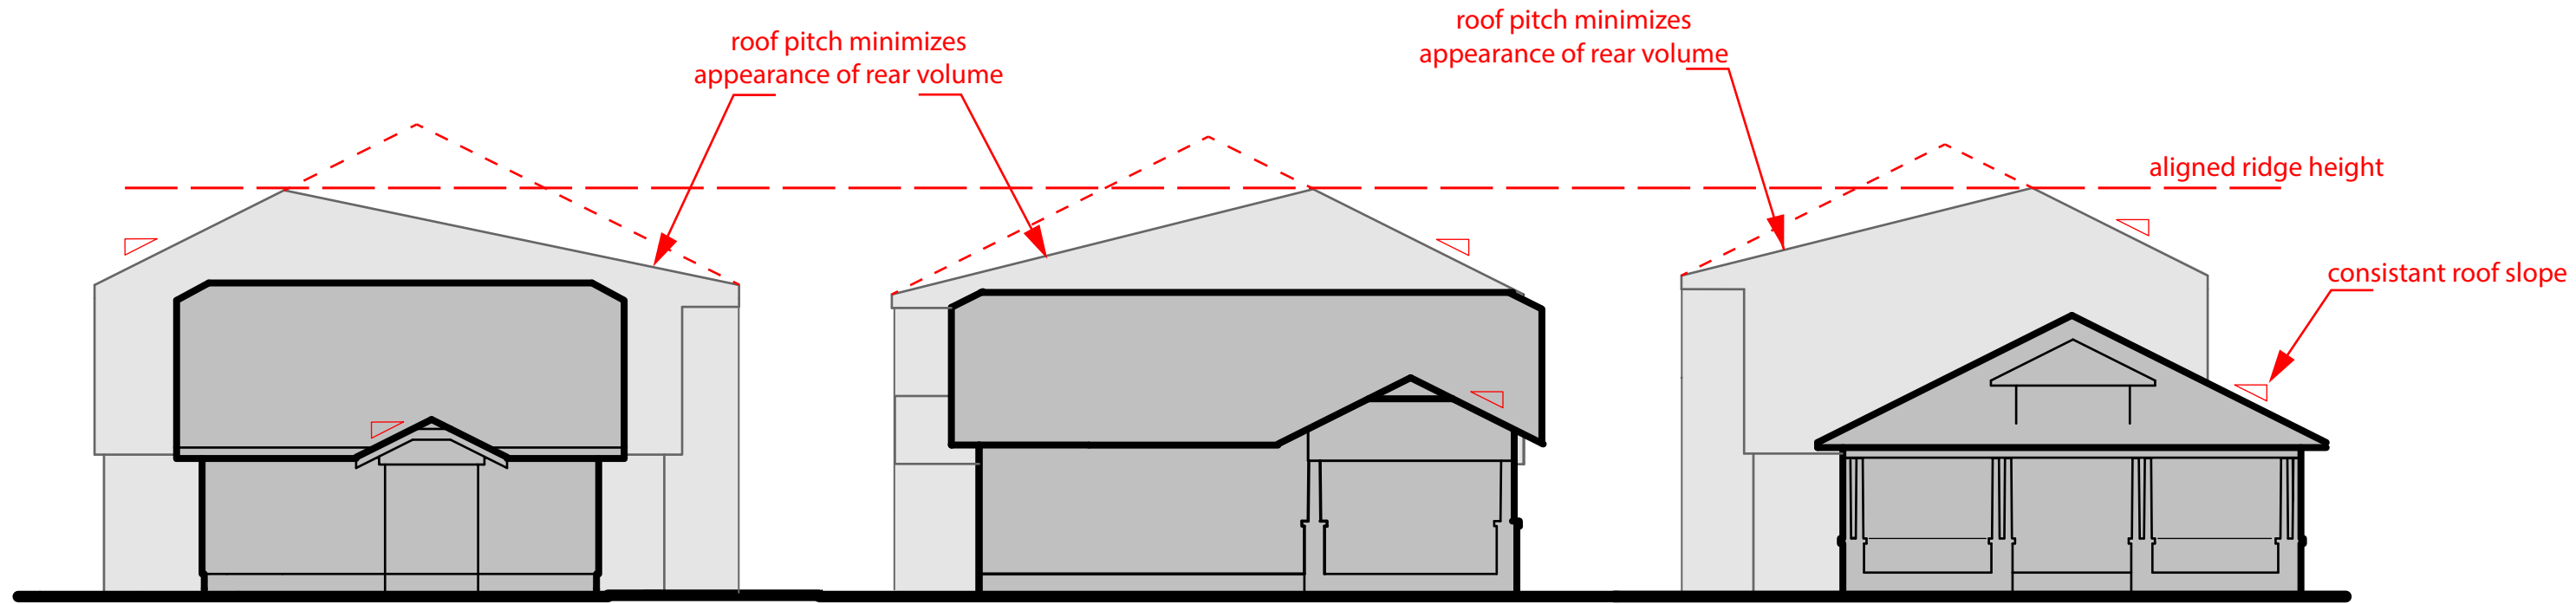 roof pitch minimizes
appearance of rear volume
roof pitch minimizes
appearance of rear volume
aligned ridge height
consistant roof slope